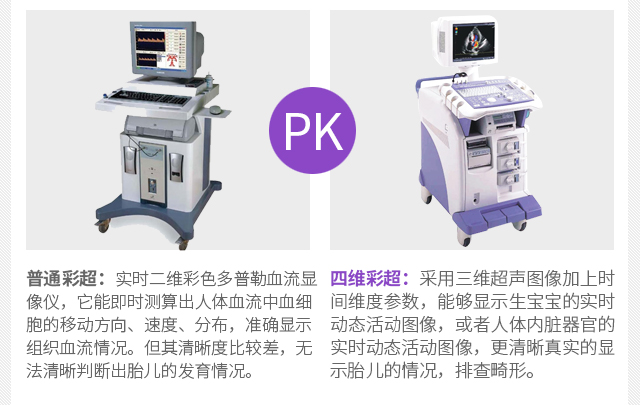 PK
普通彩超：实时二维彩色多普勒血流显
像仪，它能即时测算出人体血流中血细
胞的移动方向、速度、分布，准确显示
组织血流情况。但其清晰度比较差，无
法清晰判断出胎儿的发育情况。
四维彩超：采用三维超声图像加上时
间维度参数，能够显示生宝宝的实时
动态活动图像，或者人体内脏器官的
实时动态活动图像，更清晰真实的显
示胎儿的情况，排查畸形。